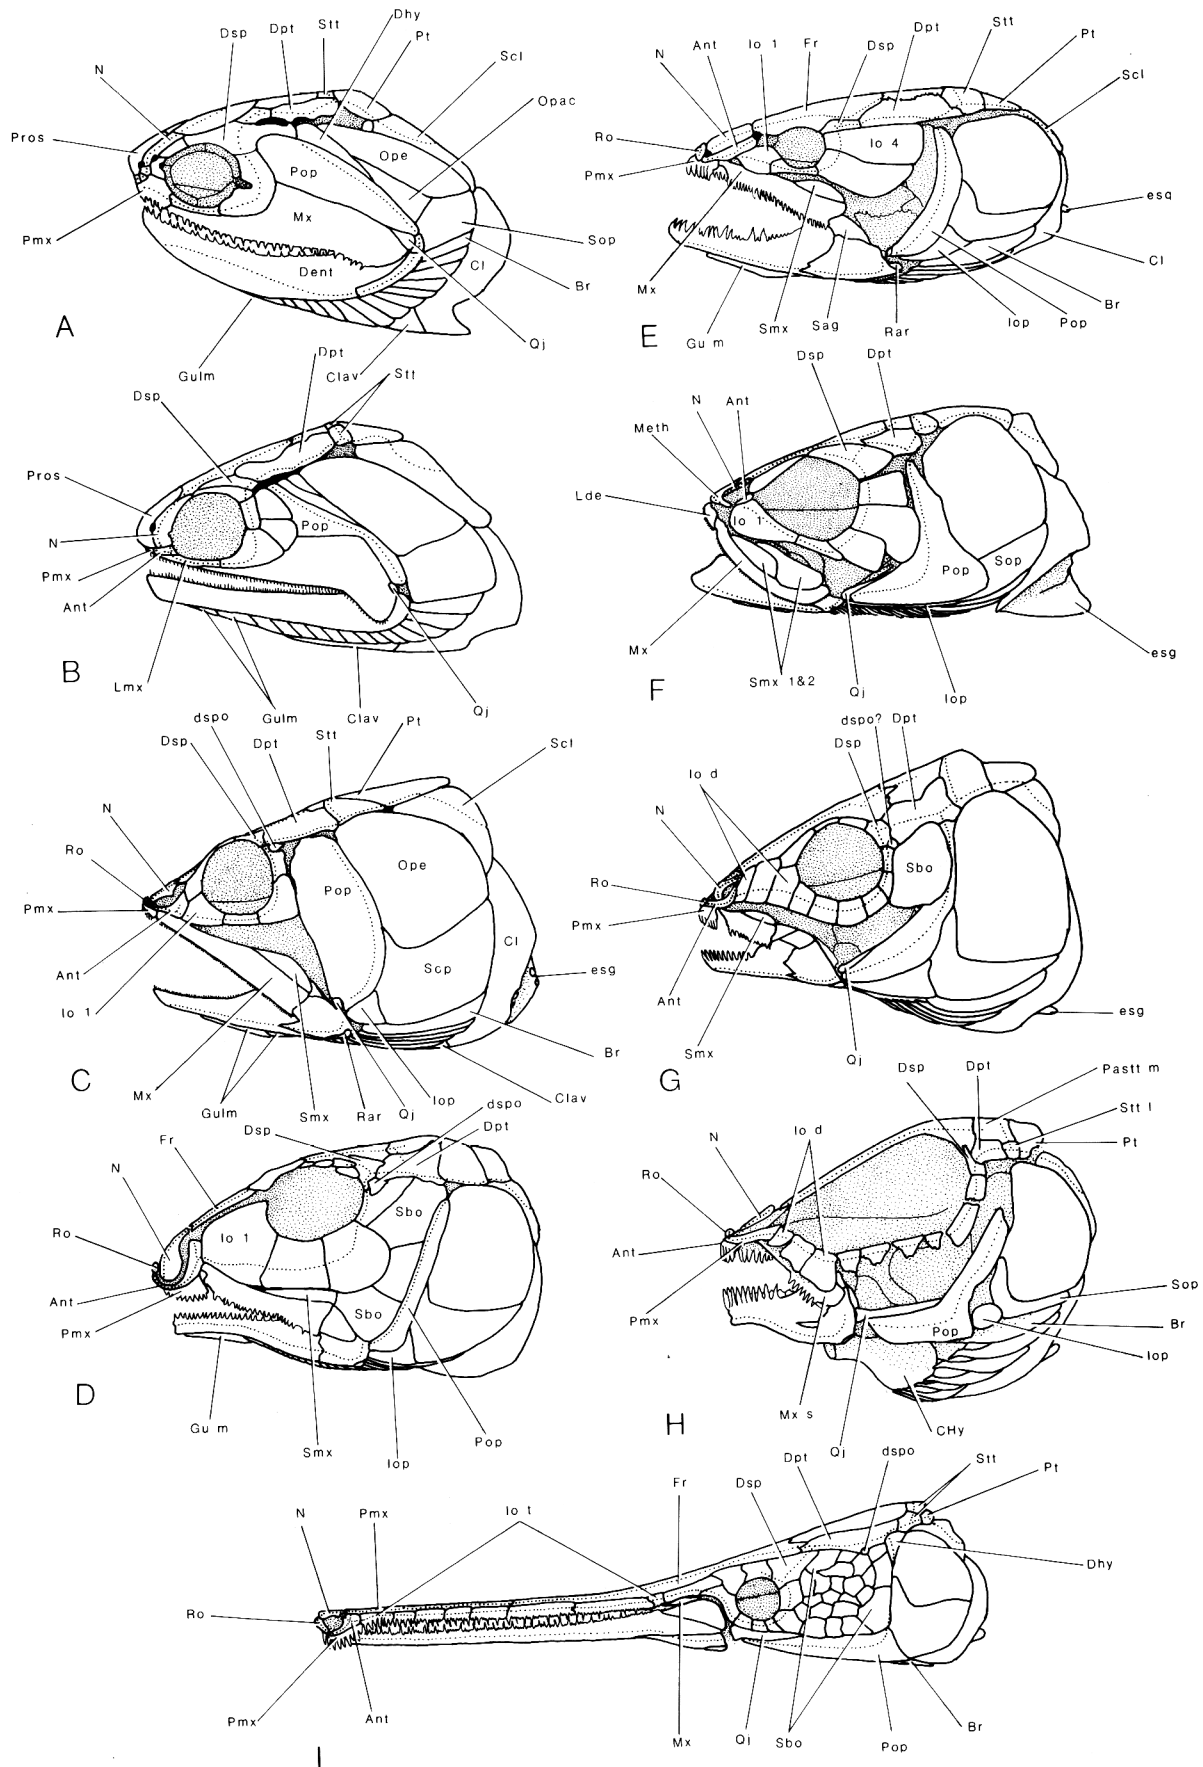 Dsp Dpt Stt Dhy Pt
N Scl
Opac
Pros Ope
Pop
Mx
Pmx Sop
Dent Cl Br
A Qj
Gulm Clav
N Ant Io 1 Fr Dsp Dpt Stt Pt
Scl
Ro Io 4
Pmx
esg
Cl
Mx Br
Smx Sag Rar Iop Pop
E Gu m
Dpt Stt
Dsp
Pros
Pop
N
Pmx
Ant
B
Lmx Gulm Clav Qj
Dsp Dpt
N Ant
Meth
Lde Io 1
Pop Sop
Mx
F Smx 1&2 Qj Iop esg
dspo Pt
Dsp Dpt Stt Scl
N
Ro Ope
Pop
Pmx
Cl
Ant Sop esg
Io 1
Br
C Mx Gulm Smx Rar Qj Iop Clav
dspo? Dpt
Dsp
Io d
N
Sbo
Ro
Pmx
Ant esg
Smx Qj
G
dspo
Dsp Dpt
Fr
N Sbo
Io 1
Ro
Ant
Sbo
Pmx
D
Gu m Smx Iop Pop
Dsp Dpt Pastt m
Io d Stt l
N Pt
Ro
Ant
Sop
Pmx Pop Br
Iop
Mx s
H Qj CHy
Dpt dspo Stt
Fr Dsp Pt
N Pmx Io t
Dhy
Ro
Pmx Ant Mx Qj Sbo Pop Br
I